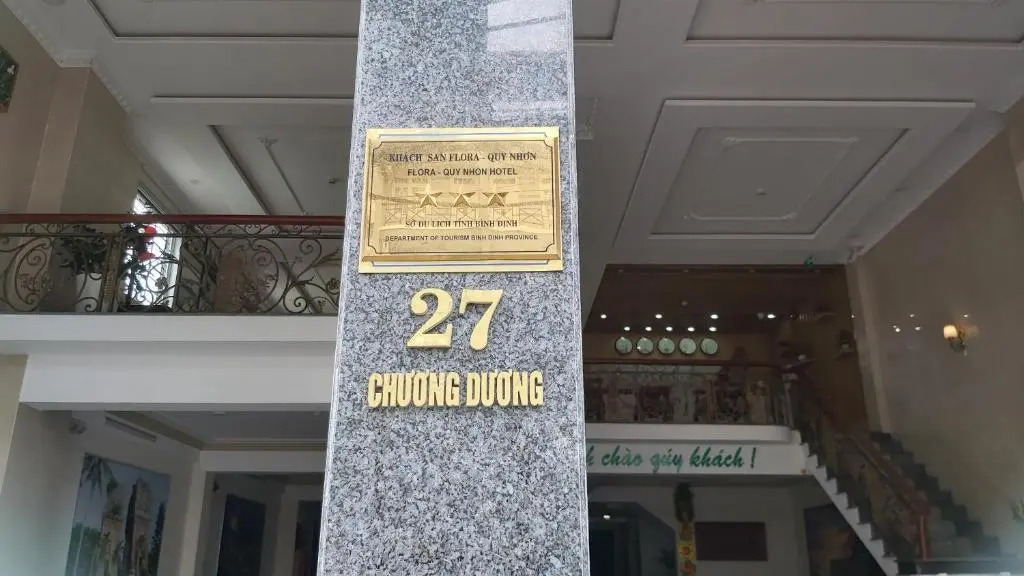 KHÁCH SẠN FLORA - QUY NHƠN
FLORA - QUY NHON HOTEL
SỞ DU LỊCH TỈNH BÌNH ĐỊNH
DEPARTMENT OF TOURISM BINH DINH PROVINCE
27
CHƯƠNG DƯƠNG
h chào qúy khách !